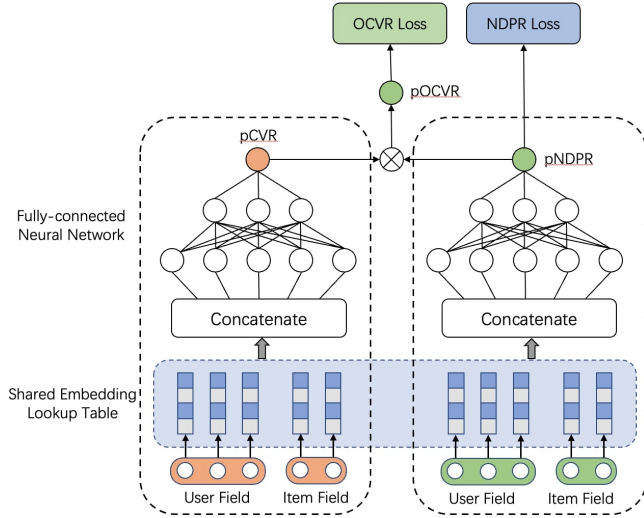 OCVR Loss
NDPR Loss
pOCVR
pCVR
pNDPR
Fully-connected
Neural Network
Concatenate
Concatenate
Shared Embedding
Lookup Table
User Field
Item Field
User Field
Item Field